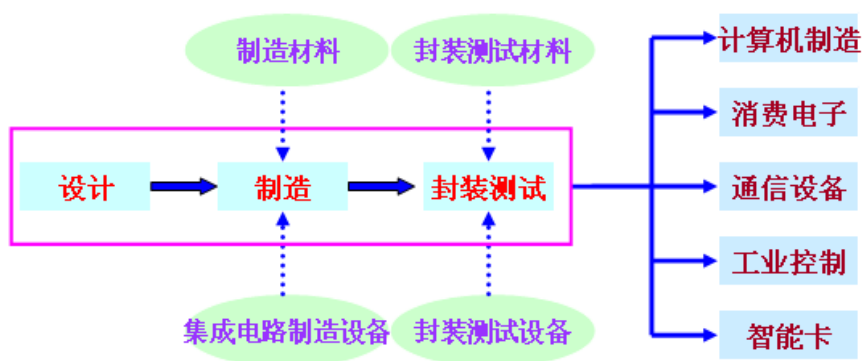 制造材料
封装测试材料
计算机制造
消费电子
设计
制造
封装测试
通信设备
工业控制
集成电路制造设备
封装测试设备
智能卡